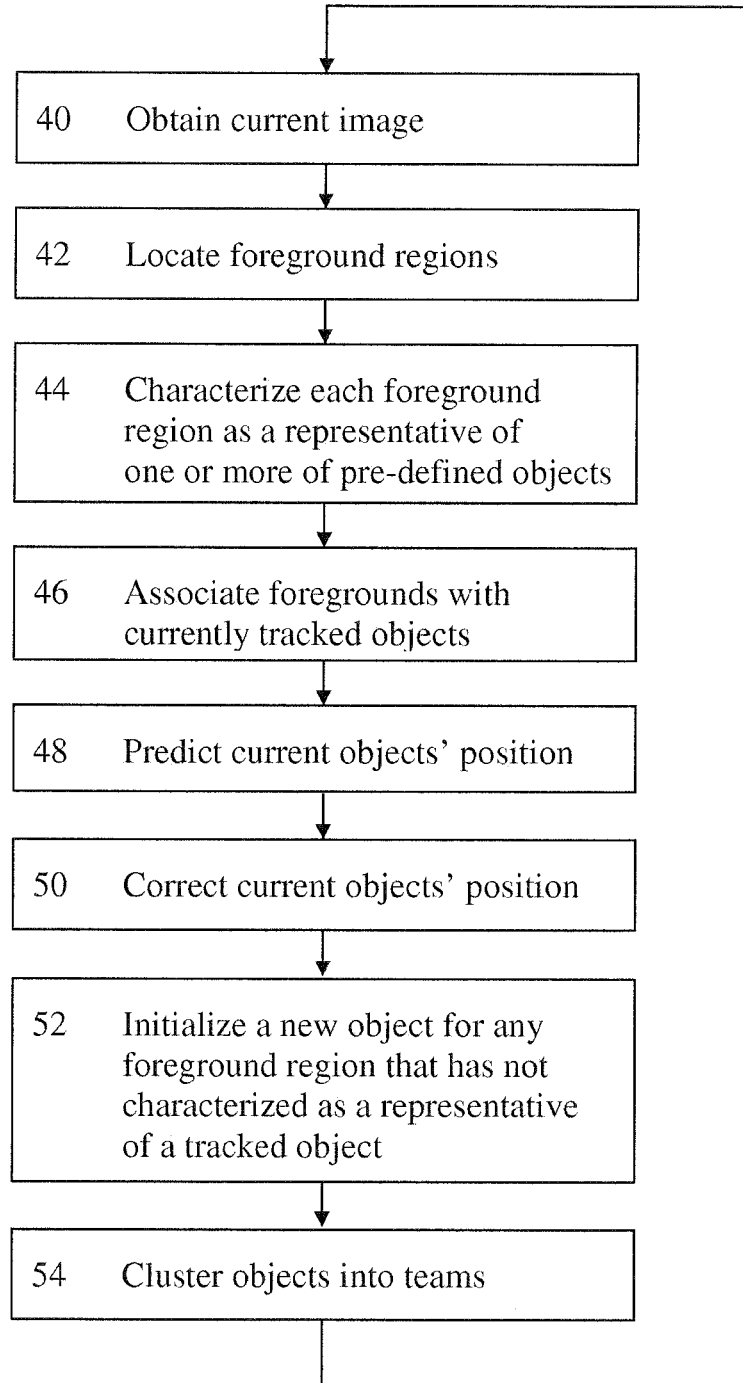 40 Obtain current image
42 Locate foreground regions
44 Characterize each foreground
region as a representative of
one or more of pre-defined objects
46 Associate foregrounds with
currently tracked objects
48 Predict current objects’ position
50 Correct current objects’ position
52 Initialize a new object for any
foreground region that has not
characterized as a representative
of a tracked object
54 Cluster objects into teams